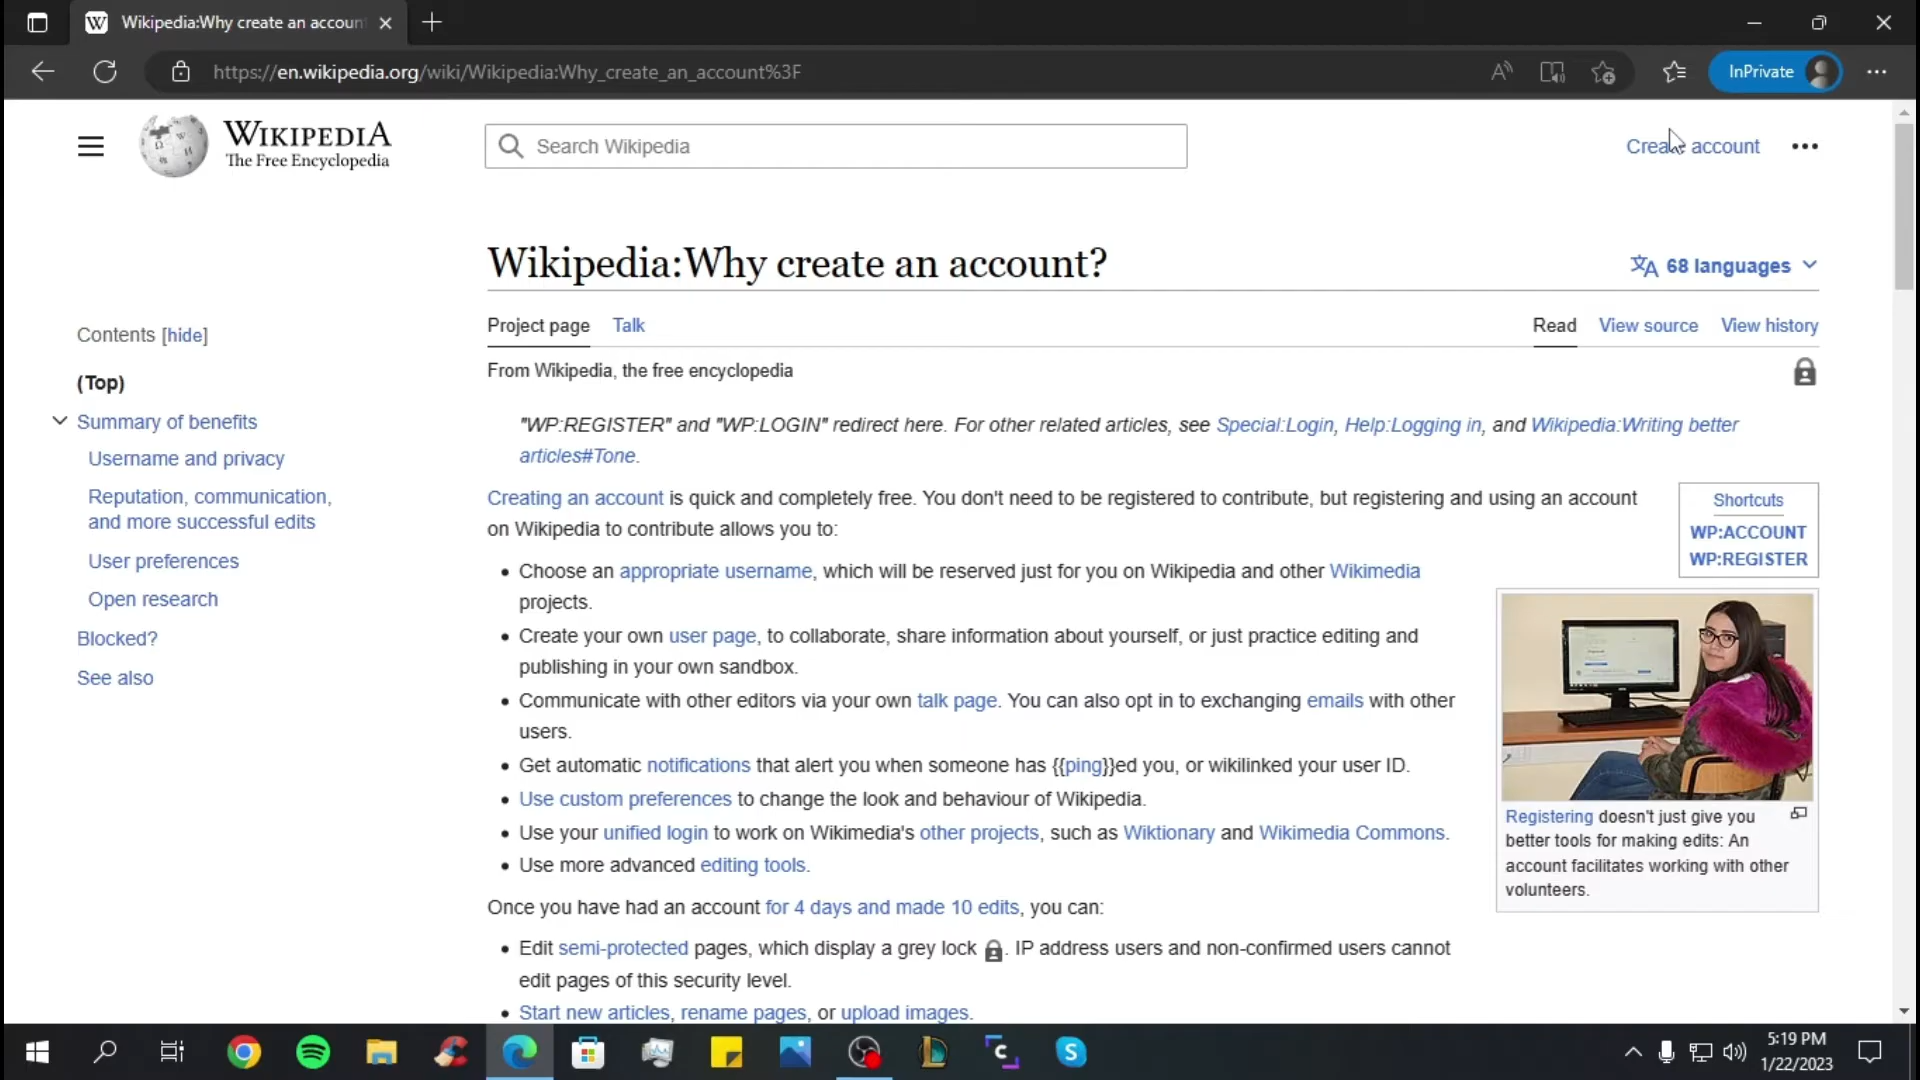 Wikipedia:Why create an accoun
https://en.wikipedia.org/wiki/Wikipedia:Why_create_an_account%3F
InPrivate
WIKIPEDIA
The Free Encyclopedia
Search Wikipedia
Create account
Wikipedia:Why create an account?
68 languages
Contents [hide]
(Top)
Summary of benefits
Username and privacy
Reputation, communication,
and more successful edits
User preferences
Open research
Blocked?
See also
Project page Talk
Read View source View history
From Wikipedia, the free encyclopedia
"WP:REGISTER" and "WP:LOGIN" redirect here. For other related articles, see Special:Login, Help:Logging in, and Wikipedia:Writing better
articles#Tone.
Creating an account is quick and completely free. You don't need to be registered to contribute, but registering and using an account
on Wikipedia to contribute allows you to:
Shortcuts
WP:ACCOUNT
WP:REGISTER
• Choose an appropriate username, which will be reserved just for you on Wikipedia and other Wikimedia
projects.
• Create your own user page, to collaborate, share information about yourself, or just practice editing and
publishing in your own sandbox.
• Communicate with other editors via your own talk page. You can also opt in to exchanging emails with other
users.
• Get automatic notifications that alert you when someone has {{ping}}ed you, or wikilinked your user ID.
• Use custom preferences to change the look and behaviour of Wikipedia.
• Use your unified login to work on Wikimedia's other projects, such as Wiktionary and Wikimedia Commons.
• Use more advanced editing tools.
Registering doesn't just give you
better tools for making edits: An
account facilitates working with other
volunteers.
Once you have had an account for 4 days and made 10 edits, you can:
• Edit semi-protected pages, which display a grey lock . IP address users and non-confirmed users cannot
edit pages of this security level.
• Start new articles, rename pages, or upload images.
5:19 PM
1/22/2023